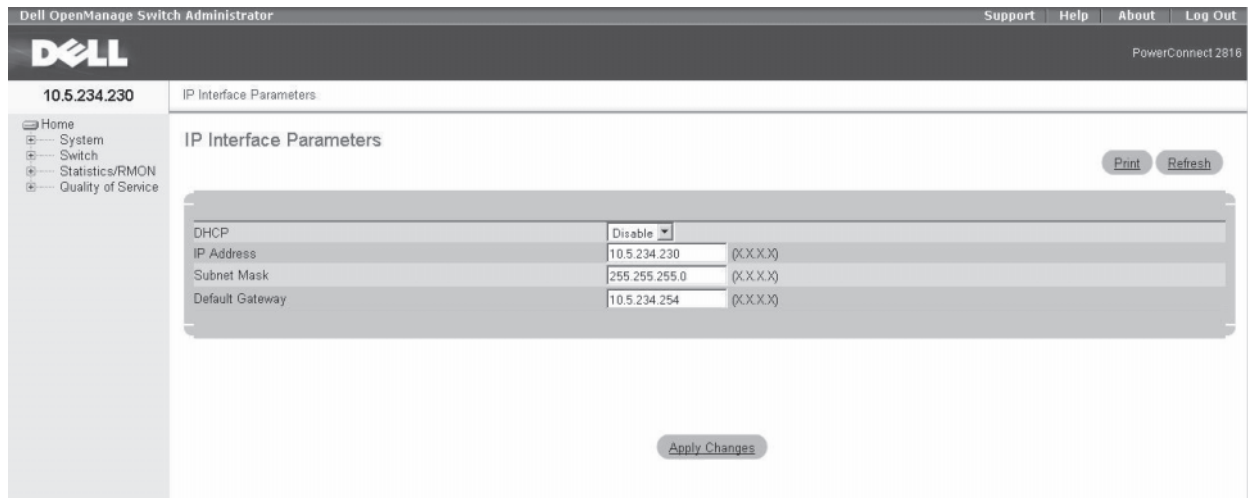 Dell OpenManage Switch Administrator
Support | Help | About | Log Out
DELL
PowerConnect 2816
10.5.234.230
IP Interface Parameters
Home
System
Switch
Statistics/RMON
Quality of Service
IP Interface Parameters
Print
Refresh
DHCP Disable
IP Address 10.5.234.230 (X.X.X.X)
Subnet Mask 255.255.255.0 (X.X.X.X)
Default Gateway 10.5.234.254 (X.X.X.X)
Apply Changes